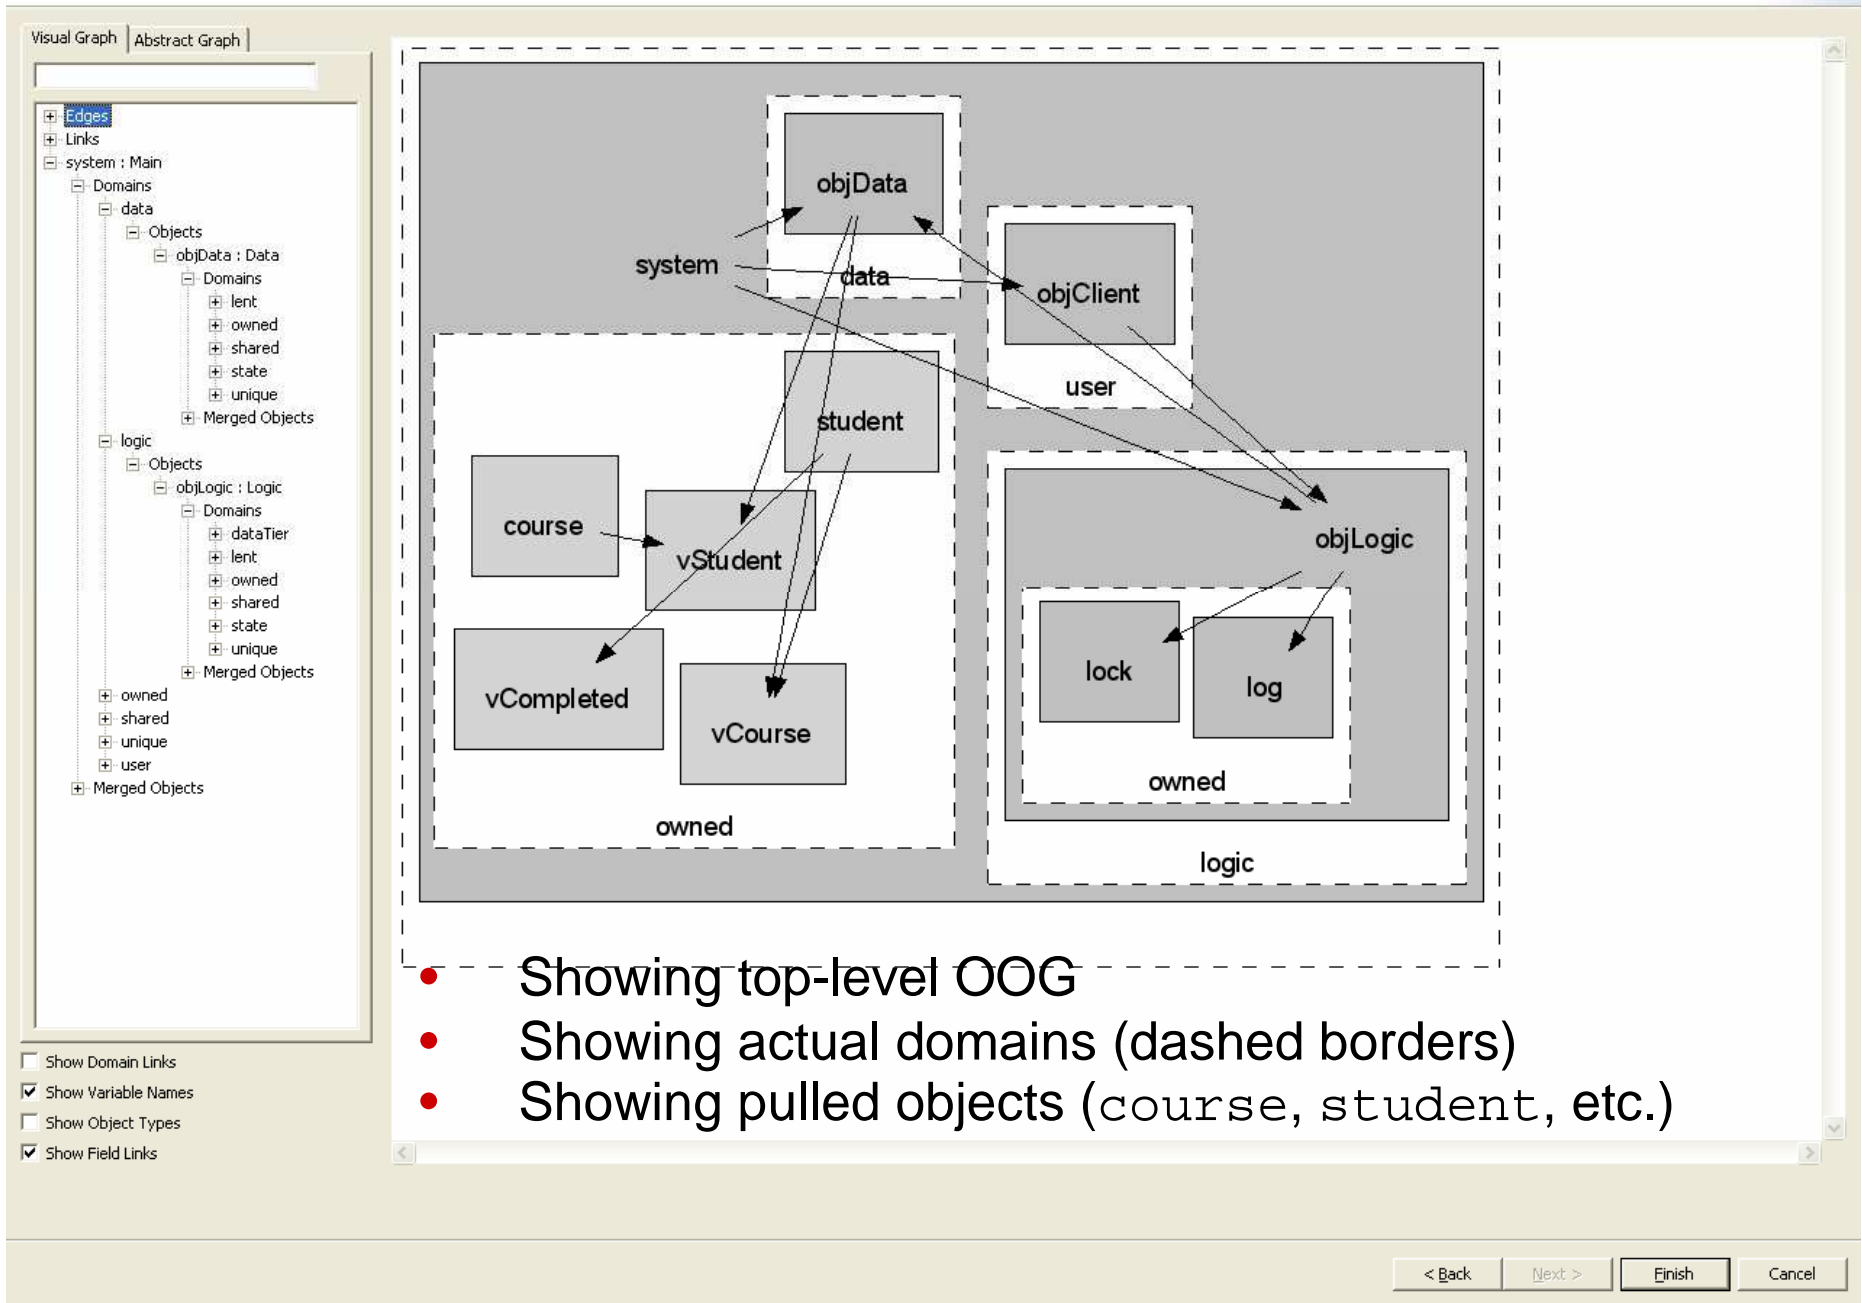 Visual Graph
Abstract Graph
Edges
Links
system : Main
Domains
data
Objects
objData : Data
Domains
lent
owned
shared
state
unique
Merged Objects
logic
Objects
objLogic : Logic
Domains
dataTier
lent
owned
shared
state
unique
Merged Objects
owned
shared
unique
user
Merged Objects
Show Domain Links
Show Variable Names
Show Object Types
Show Field Links
objData
system
data
objClient
user
student
course
vStudent
objLogic
vCompleted
vCourse
lock
log
owned
owned
logic
• Showing top-level OOG
• Showing actual domains (dashed borders)
• Showing pulled objects (course, student, etc.)
< Back
Next >
Finish
Cancel